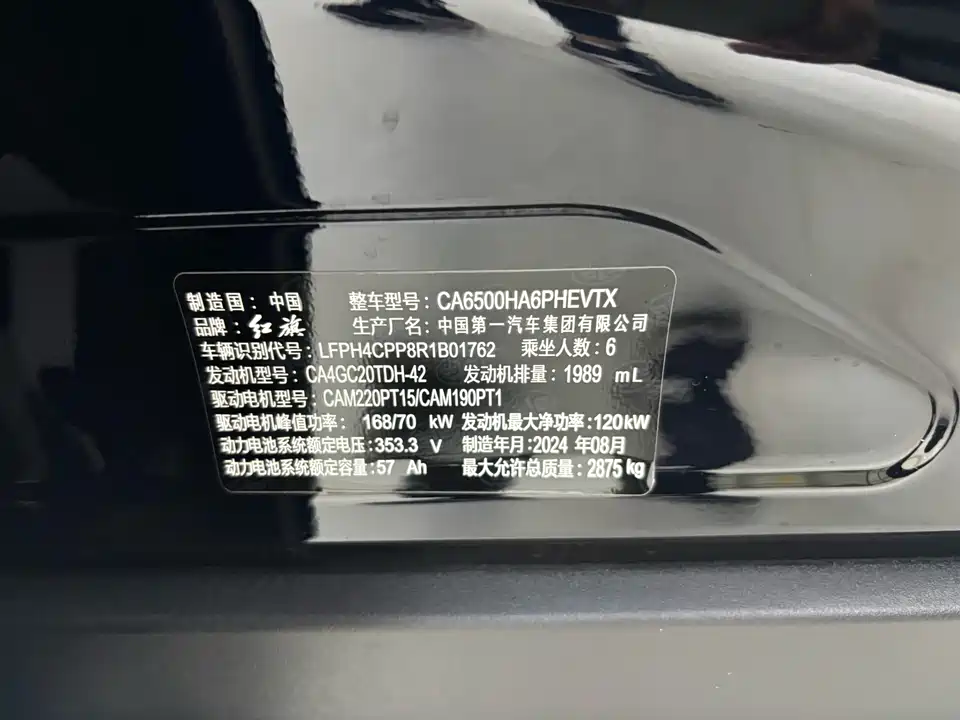 制造国：中国 整车型号：CA6500HA6PHEVTX
品牌：红旗 生产厂名：中国第一汽车集团有限公司
车辆识别代号：LFPH4CPP8R1B01762 乘坐人数：6
发动机型号：CA4GC20TDH-42 发动机排量：1989 mL
驱动电机型号：CAM220PT15/CAM190PT1
驱动电机峰值功率：168/70 kW 发动机最大净功率：120kW
动力电池系统额定电压：353.3 V 制造年月：2024 年08月
动力电池系统额定容量：57 Ah 最大允许总质量：2875kg